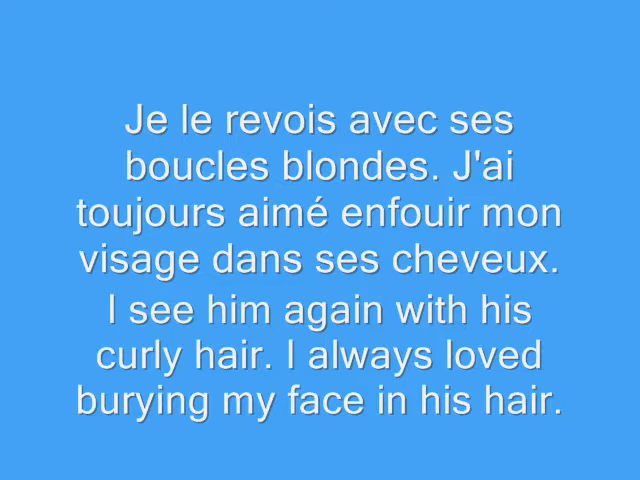 Je le revois avec ses
boucles blondes. J'ai
toujours aimé enfouir mon
visage dans ses cheveux.
I see him again with his
curly hair. I always loved
burying my face in his hair.